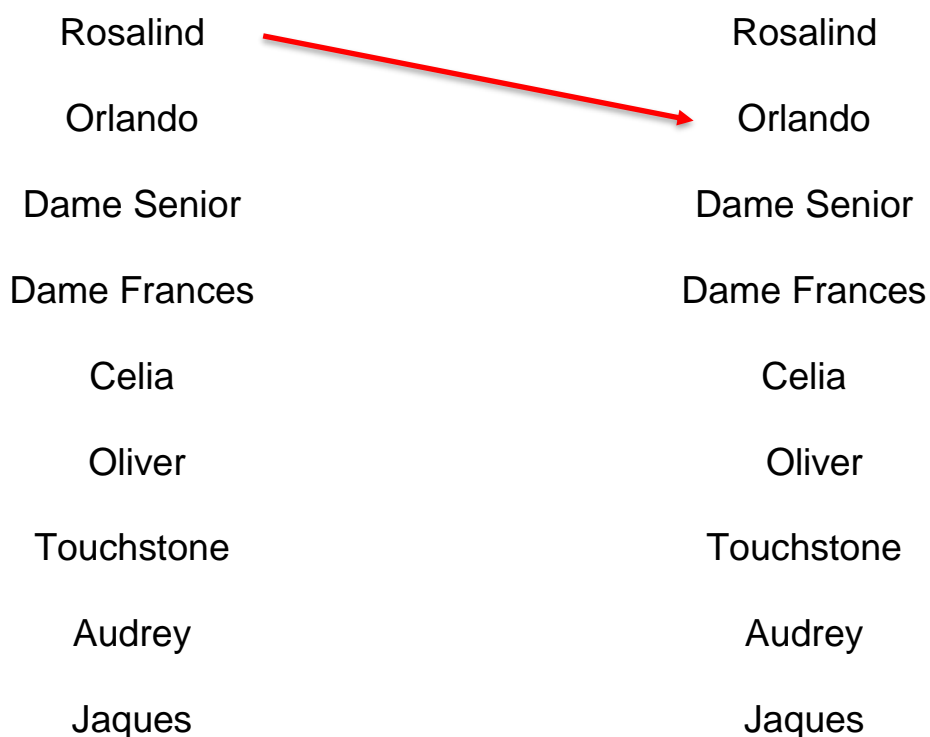 Rosalind Rosalind
Orlando Orlando
Dame Senior Dame Senior
Dame Frances Dame Frances
Celia Celia
Oliver Oliver
Touchstone Touchstone
Audrey Audrey
Jaques Jaques